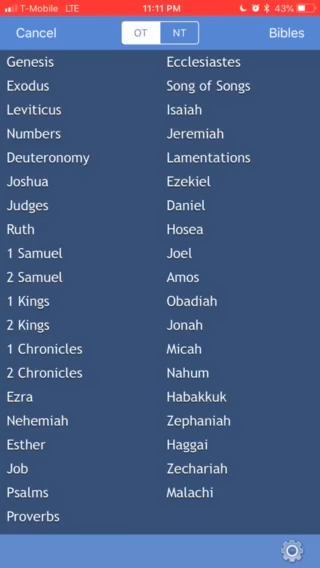 T-Mobile LTE 11:11 PM 43%
Cancel OT NT Bibles
Genesis
Exodus
Leviticus
Numbers
Deuteronomy
Joshua
Judges
Ruth
1 Samuel
2 Samuel
1 Kings
2 Kings
1 Chronicles
2 Chronicles
Ezra
Nehemiah
Esther
Job
Psalms
Proverbs
Ecclesiastes
Song of Songs
Isaiah
Jeremiah
Lamentations
Ezekiel
Daniel
Hosea
Joel
Amos
Obadiah
Jonah
Micah
Nahum
Habakkuk
Zephaniah
Haggai
Zechariah
Malachi